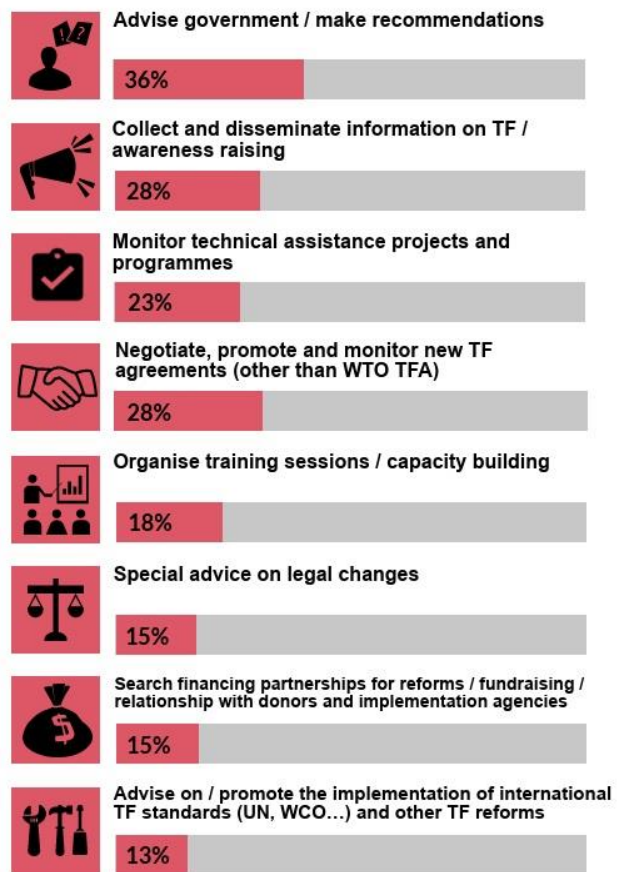 Advise government / make recommendations
36%
Collect and disseminate information on TF /
awareness raising
28%
Monitor technical assistance projects and
programmes
23%
Negotiate, promote and monitor new TF
agreements (other than WTO TFA)
28%
Organise training sessions / capacity building
18%
Special advice on legal changes
15%
Search financing partnerships for reforms / fundraising /
relationship with donors and implementation agencies
$
15%
Advise on / promote the implementation of international
TF standards (UN, WCO…) and other TF reforms
13%